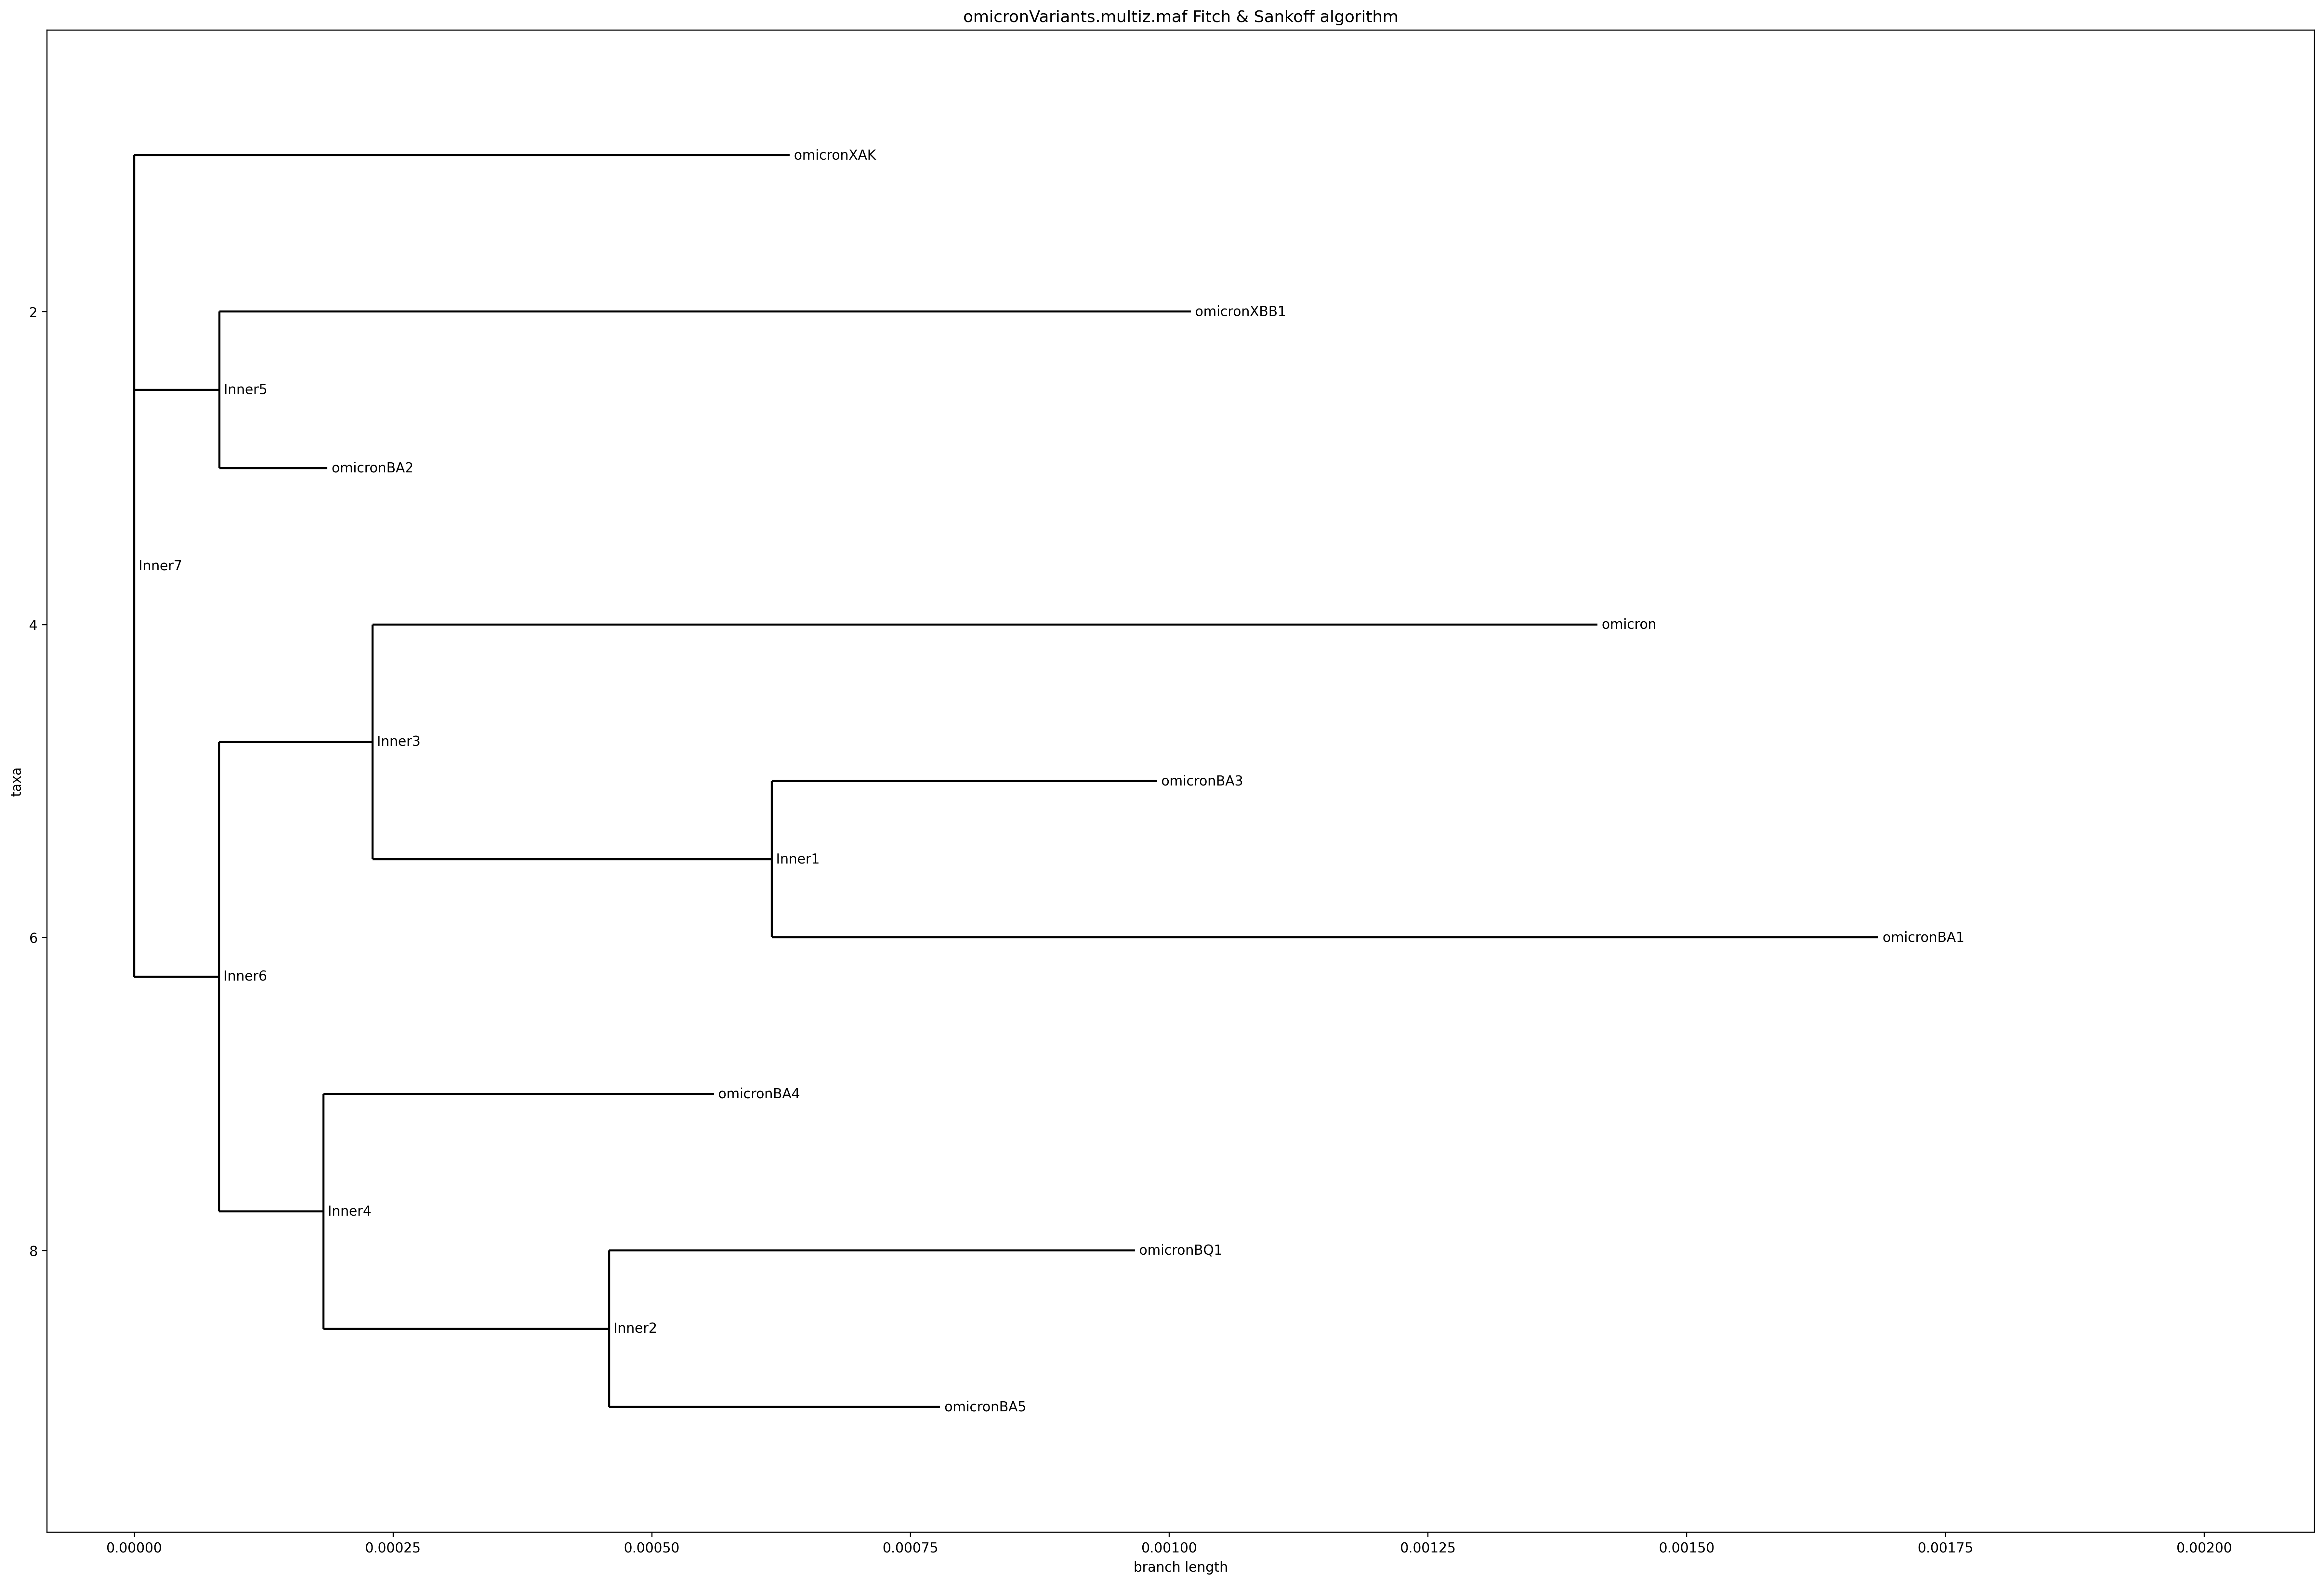 omicronVariants.multiz.maf Fitch & Sankoff algorithm
omicronXAK
2
omicronXBB1
Inner5
omicronBA2
Inner7
4
omicron
Inner3
taxa
omicronBA3
Inner1
6
omicronBA1
Inner6
omicronBA4
Inner4
8
omicronBQ1
Inner2
omicronBA5
0.00000 0.00025 0.00050 0.00075 0.00100 0.00125 0.00150 0.00175 0.00200
branch length